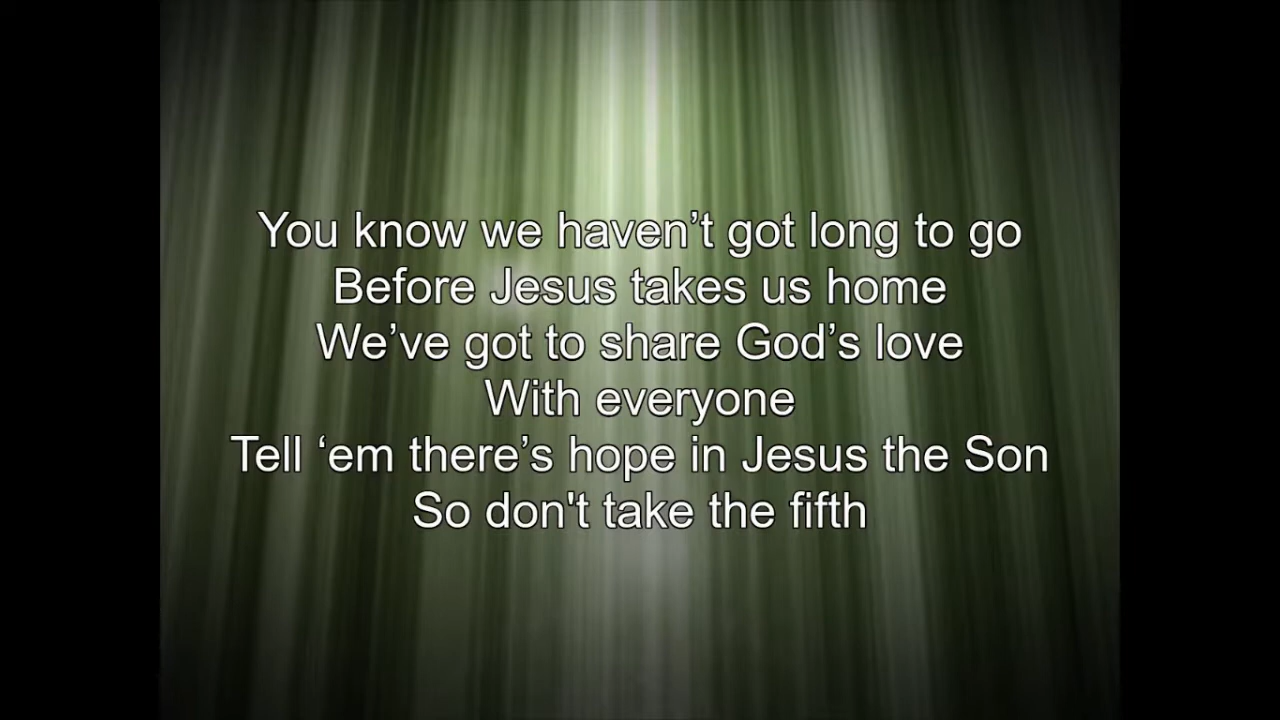 You know we haven’t got long to go
Before Jesus takes us home
We’ve got to share God’s love
With everyone
Tell ‘em there’s hope in Jesus the Son
So don't take the fifth